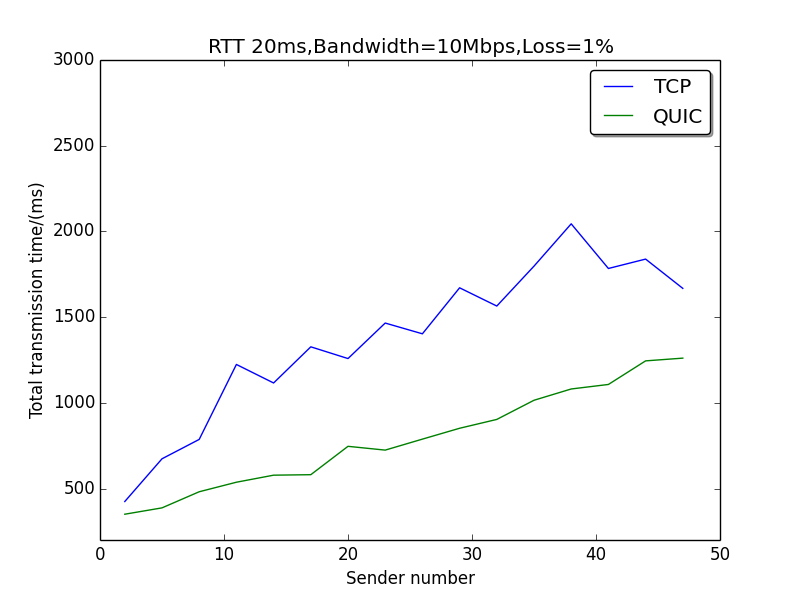 RTT 20ms,Bandwidth=10Mbps,Loss=1%
3000
2500
2000
1500
1000
500
Total transmission time/(ms)
TCP
QUIC
0 10 20 30 40 50
Sender number